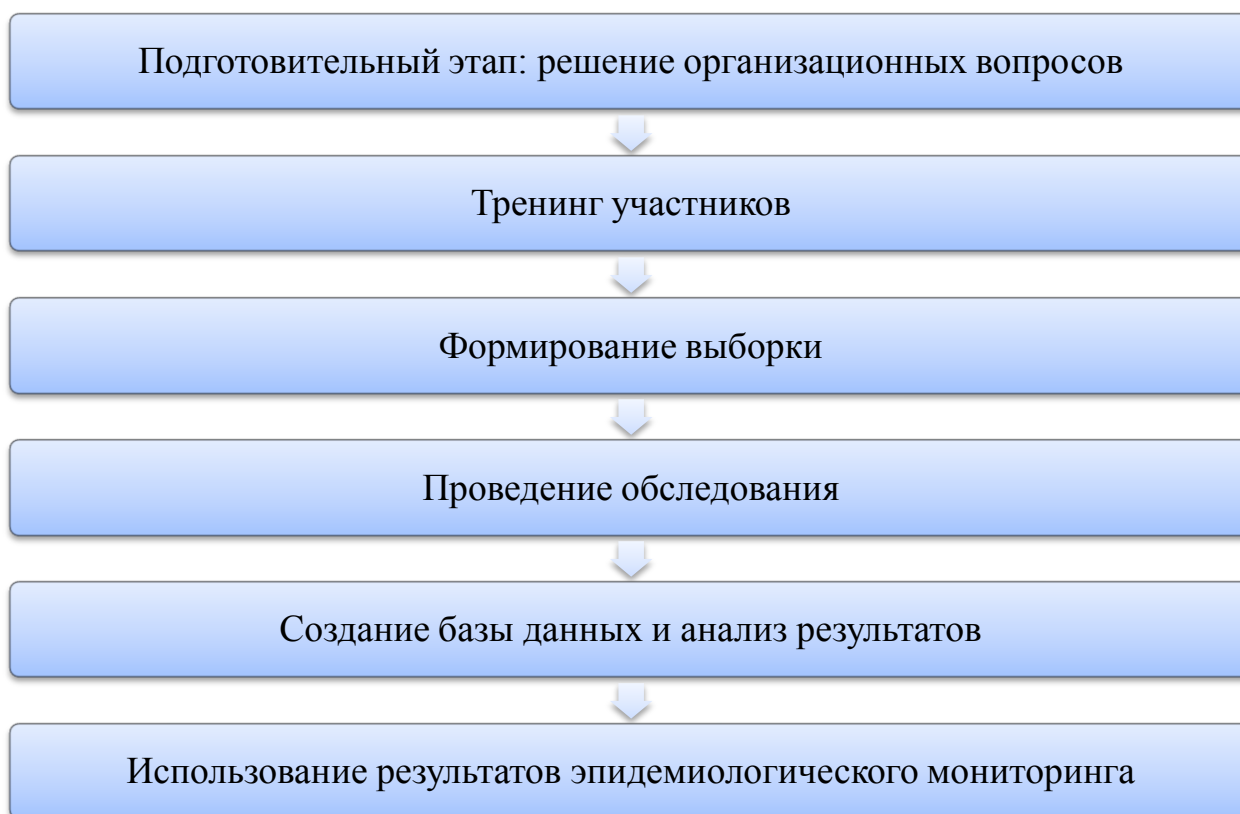 Подготовительный этап: решение организационных вопросов
Тренинг участников
Формирование выборки
Проведение обследования
Создание базы данных и анализ результатов
Использование результатов эпидемиологического мониторинга